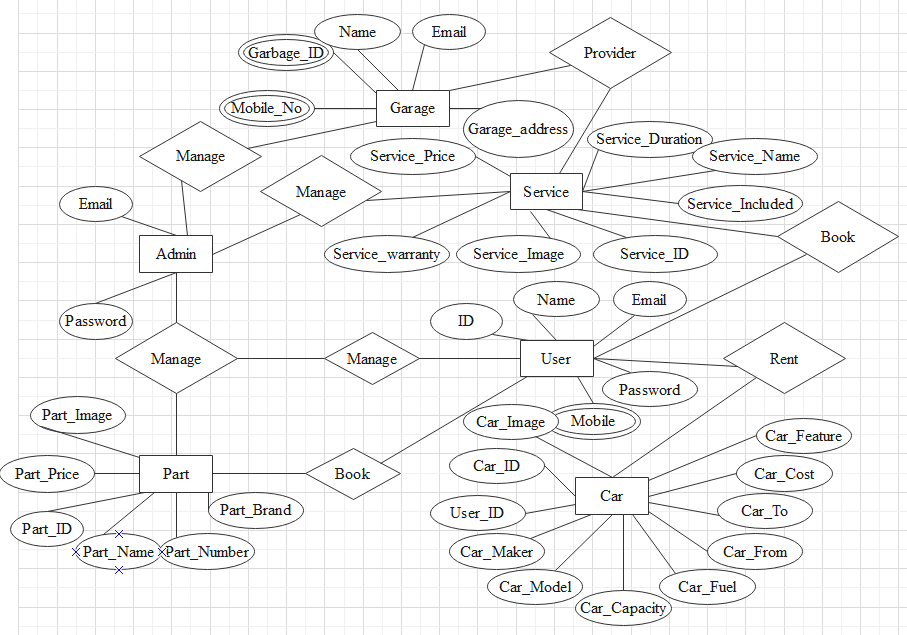 Name
Email
Garbage_ID
Provider
Mobile_No
Garage
Garage_address
Service_Duration
Manage
Service_Price
Service_Name
Manage
Service
Email
Service_Included
Book
Admin
Service_warranty
Service_Image
Service_ID
Name
Email
Password
ID
Manage
Manage
User
Rent
Password
Part_Image
Car_Image
Mobile
Car_Feature
Part_Price
Part
Book
Car_ID
Car_Cost
Car
Part_Brand
User_ID
Car_To
Part_ID
Part_Name
Part_Number
Car_Maker
Car_From
Car_Model
Car_Fuel
Car_Capacity